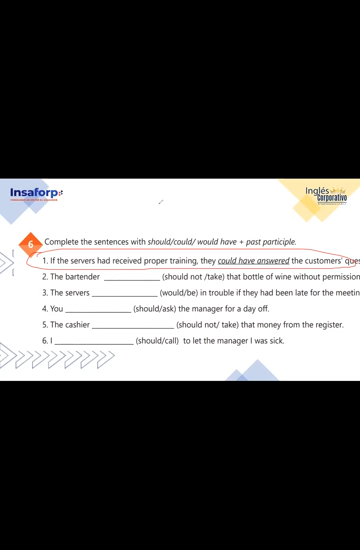 Insaforp
Inglés
Corporativo
6 Complete the sentences with should/could/ would have + past participle.
1. If the servers had received proper training, they could have answered the customers' ques
2. The bartender ______________ (should not /take) that bottle of wine without permission
3. The servers ________________ (would/be) in trouble if they had been late for the meetin
4. You ________________ (should/ask) the manager for a day off.
5. The cashier ____________________ (should not/ take) that money from the register.
6. I ___________________ (should/call) to let the manager I was sick.